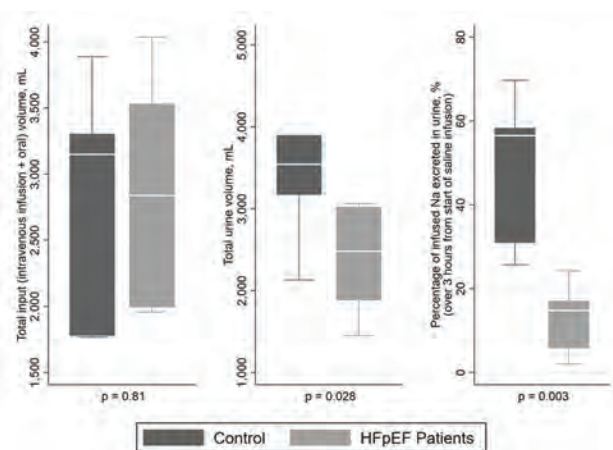 Total input (intravenous infusion + oral) volume, mL
4,000
3,500
3,000
2,500
2,000
1,500
p = 0.81
Total urine volume, mL
5,000
4,000
3,000
2,000
1,000
p = 0.028
Percentage of infused Na excreted in urine, %
(over 3 hours from start of saline infusion)
80
60
40
20
0
p = 0.003
Control
HFpEF Patients